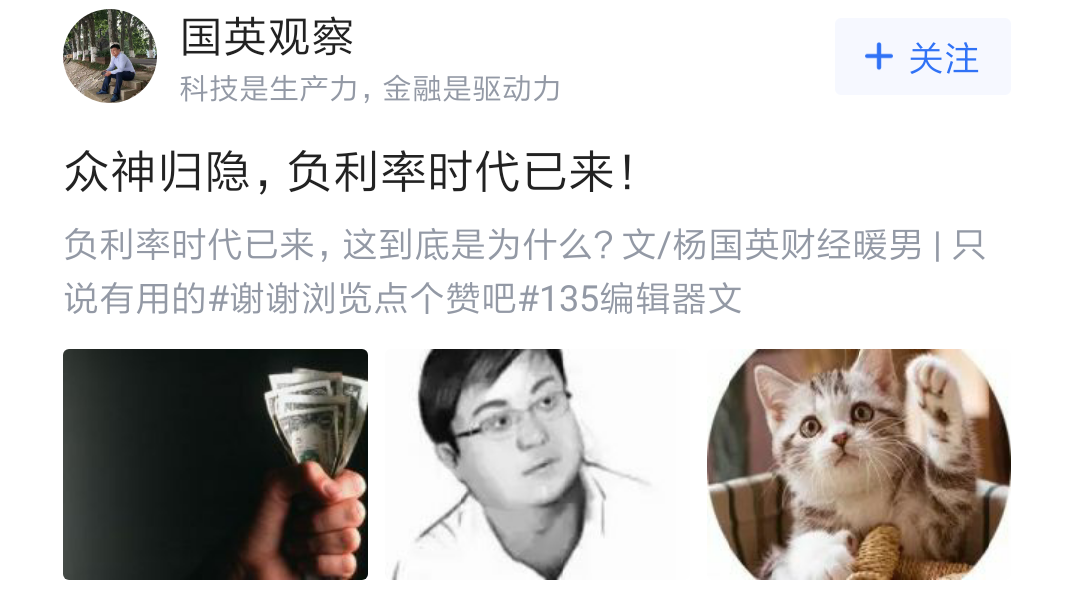 国英观察
科技是生产力，金融是驱动力
+ 关注
众神归隐，负利率时代已来！
负利率时代已来，这到底是为什么？文/杨国英财经暖男 | 只
说有用的#谢谢浏览点个赞吧#135编辑器文